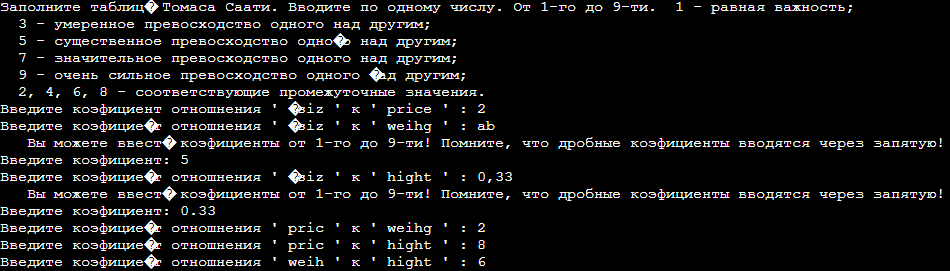 Заполните таблиц� Томаса Саати. Вводите по одному числу. От 1-го до 9-ти. 1 - равная важность;
3 - умеренное превосходство одного над другим;
5 - существенное превосходство одно�о над другим;
7 - значительное превосходство одного над другим;
9 - очень сильное превосходство одного �ад другим;
2, 4, 6, 8 - соответствующие промежуточные значения.
Введите коэфициент отношения ' �siz ' к ' price ' : 2
Введите коэфицие�т отношения ' �siz ' к ' weihg ' : ab
Вы можете ввест� коэфициенты от 1-го до 9-ти! Помните, что дробные коэфициенты вводятся через запятую!
Введите коэфициент: 5
Введите коэфицие�т отношения ' �siz ' к ' hight ' : 0,33
Вы можете ввест� коэфициенты от 1-го до 9-ти! Помните, что дробные коэфициенты вводятся через запятую!
Введите коэфициент: 0.33
Введите коэфицие�т отношения ' pric ' к ' weihg ' : 2
Введите коэфицие�т отношения ' pric ' к ' hight ' : 8
Введите коэфицие�т отношения ' weih ' к ' hight ' : 6